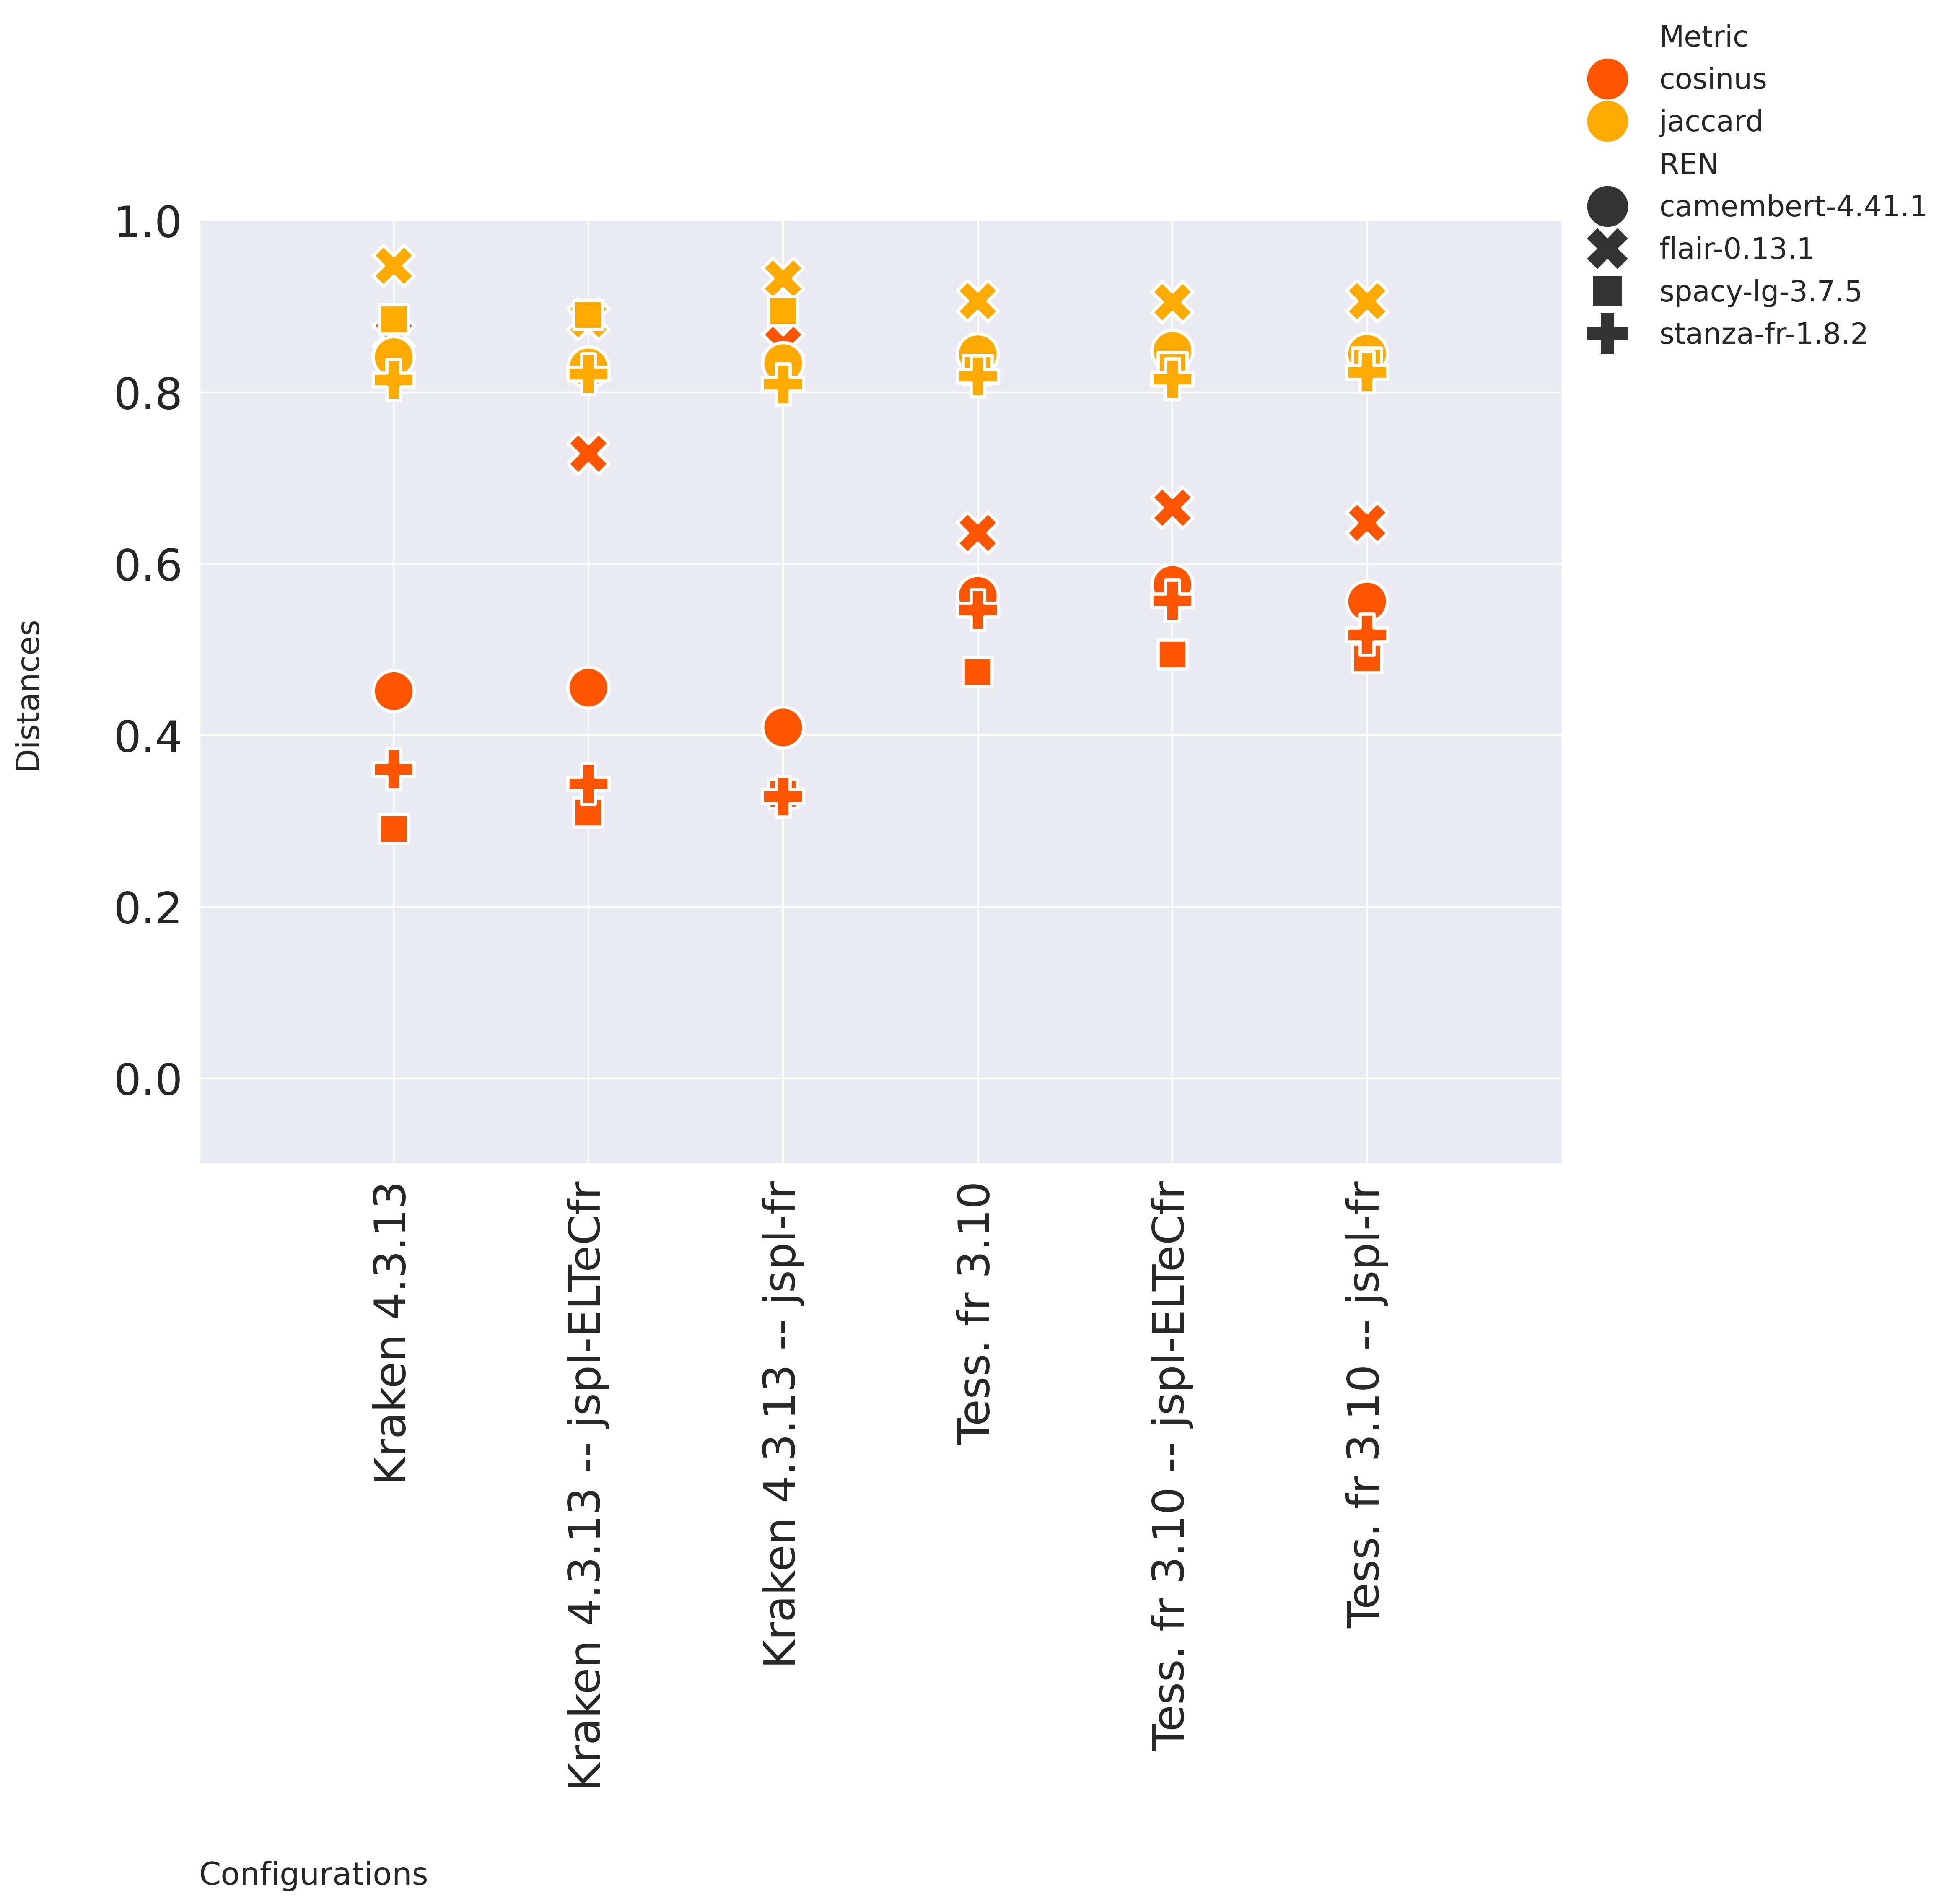 Metric
cosinus
jaccard
REN
camembert-4.41.1
flair-0.13.1
spacy-lg-3.7.5
stanza-fr-1.8.2
1.0
0.8
0.6
0.4
0.2
0.0
Distances
Kraken 4.3.13
Kraken 4.3.13 -- jspl-ELTeCfr
Kraken 4.3.13 -- jspl-fr
Tess. fr 3.10
Tess. fr 3.10 -- jspl-ELTeCfr
Tess. fr 3.10 -- jspl-fr
Configurations